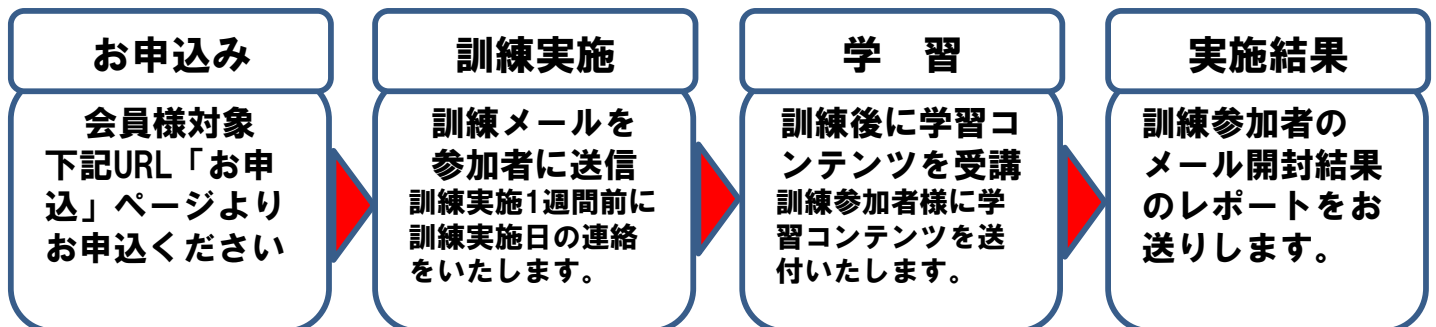 お申込み
会員様対象
下記URL「お申
込」ページより
お申込ください
訓練実施
訓練メールを
参加者に送信
訓練実施1週間前に
訓練実施日の連絡
をいたします。
学　習
訓練後に学習コ
ンテンツを受講
訓練参加者様に学
習コンテンツを送
付いたします。
実施結果
訓練参加者の
メール開封結果
のレポートをお
送りします。